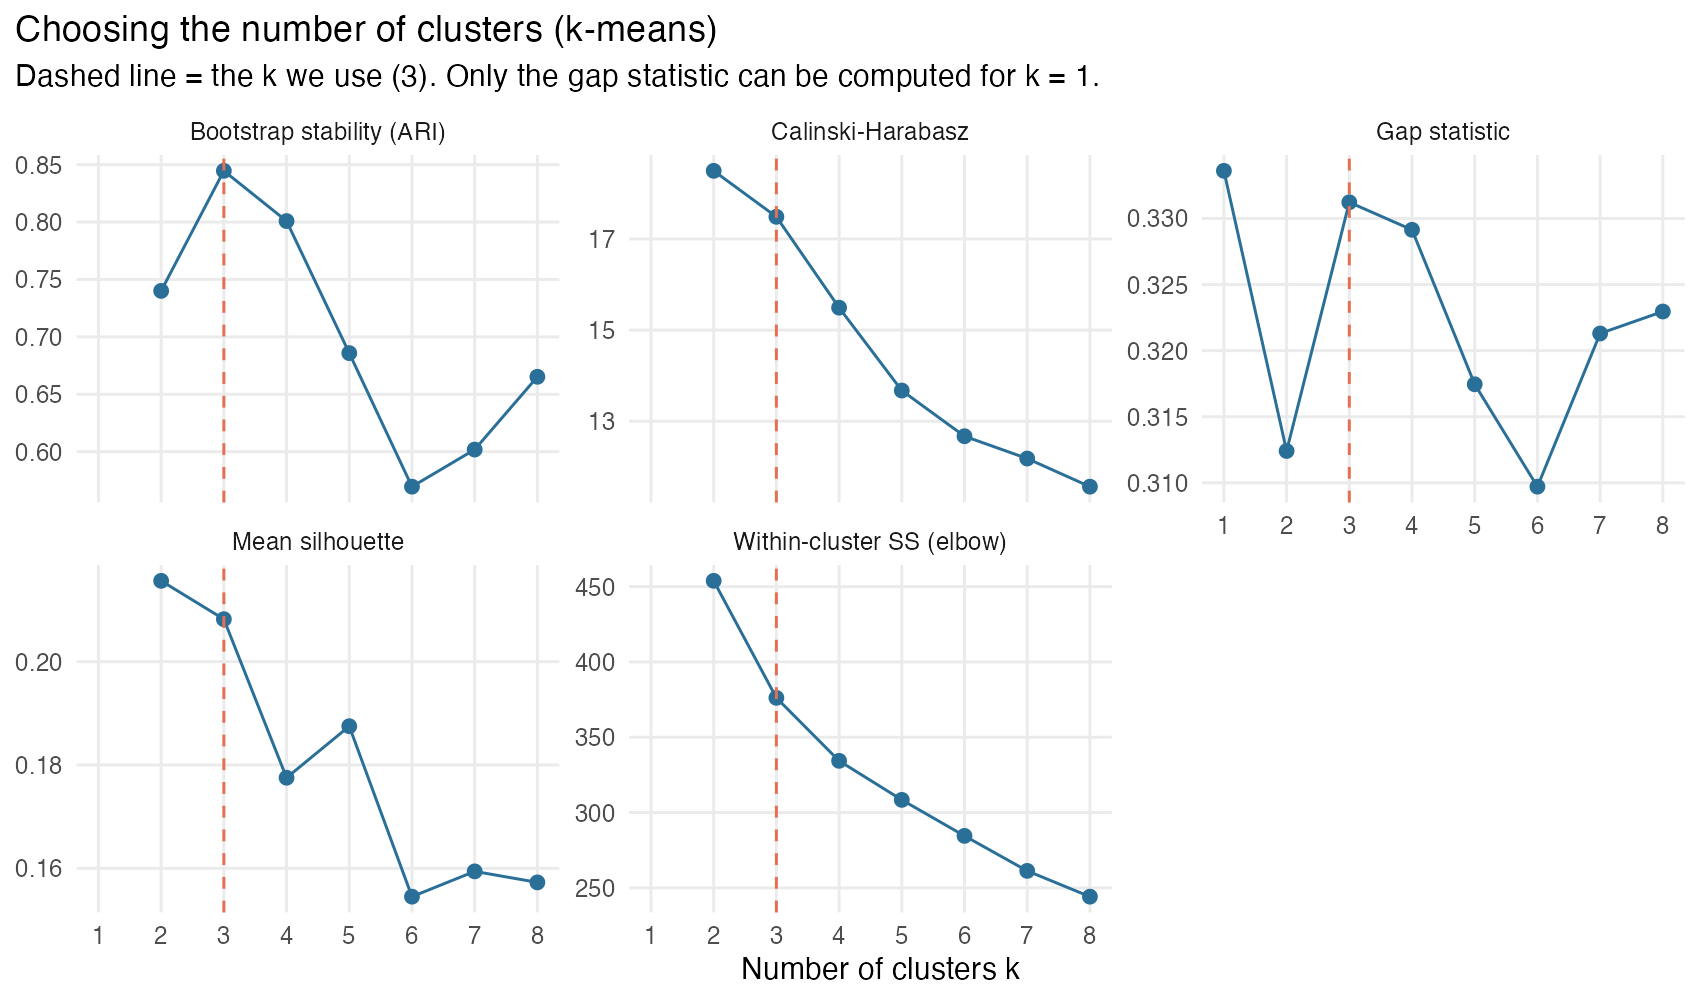 Choosing the number of clusters (k-means)
Dashed line = the k we use (3). Only the gap statistic can be computed for k = 1.
Bootstrap stability (ARI)
0.85
0.80
0.75
0.70
0.65
0.60
Calinski-Harabasz
17
15
13
Gap statistic
0.330
0.325
0.320
0.315
0.310
1 2 3 4 5 6 7 8
Mean silhouette
0.20
0.18
0.16
1 2 3 4 5 6 7 8
Within-cluster SS (elbow)
450
400
350
300
250
1 2 3 4 5 6 7 8
Number of clusters k